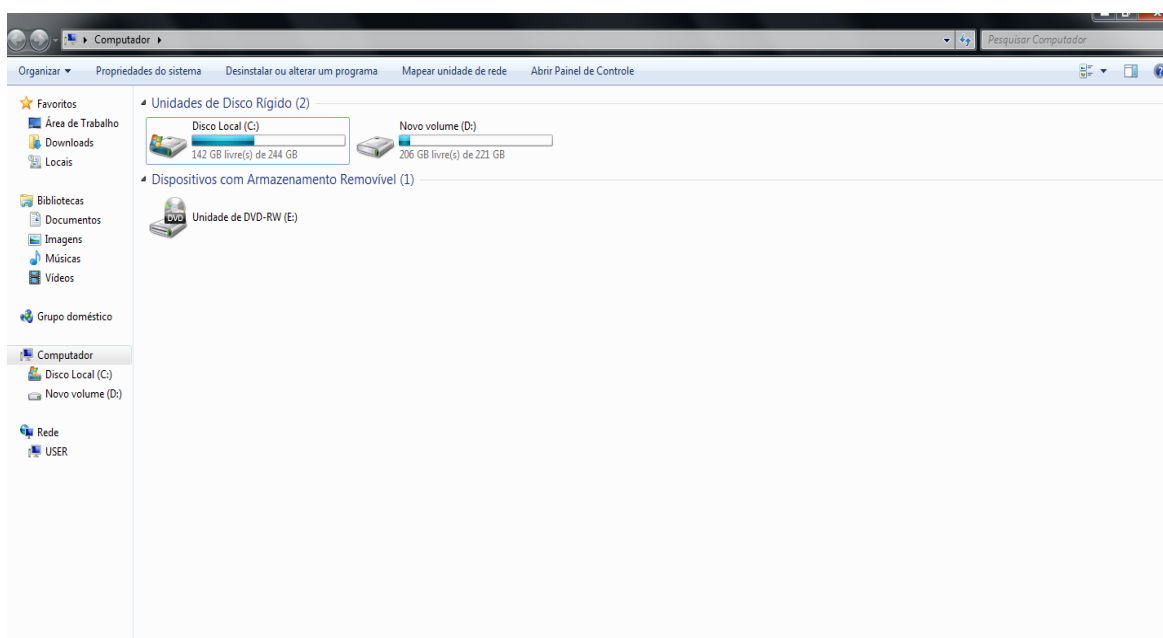 Computador
Pesquisar Computador
Organizar Propriedades do sistema Desinstalar ou alterar um programa Mapear unidade de rede Abrir Painel de Controle
Favoritos
Área de Trabalho
Downloads
Locais
Bibliotecas
Documentos
Imagens
Músicas
Vídeos
Grupo doméstico
Computador
Disco Local (C:)
Novo volume (D:)
Rede
USER
Unidades de Disco Rígido (2)
Disco Local (C:)
142 GB livre(s) de 244 GB
Novo volume (D:)
206 GB livre(s) de 221 GB
Dispositivos com Armazenamento Removível (1)
DVD
Unidade de DVD-RW (E:)